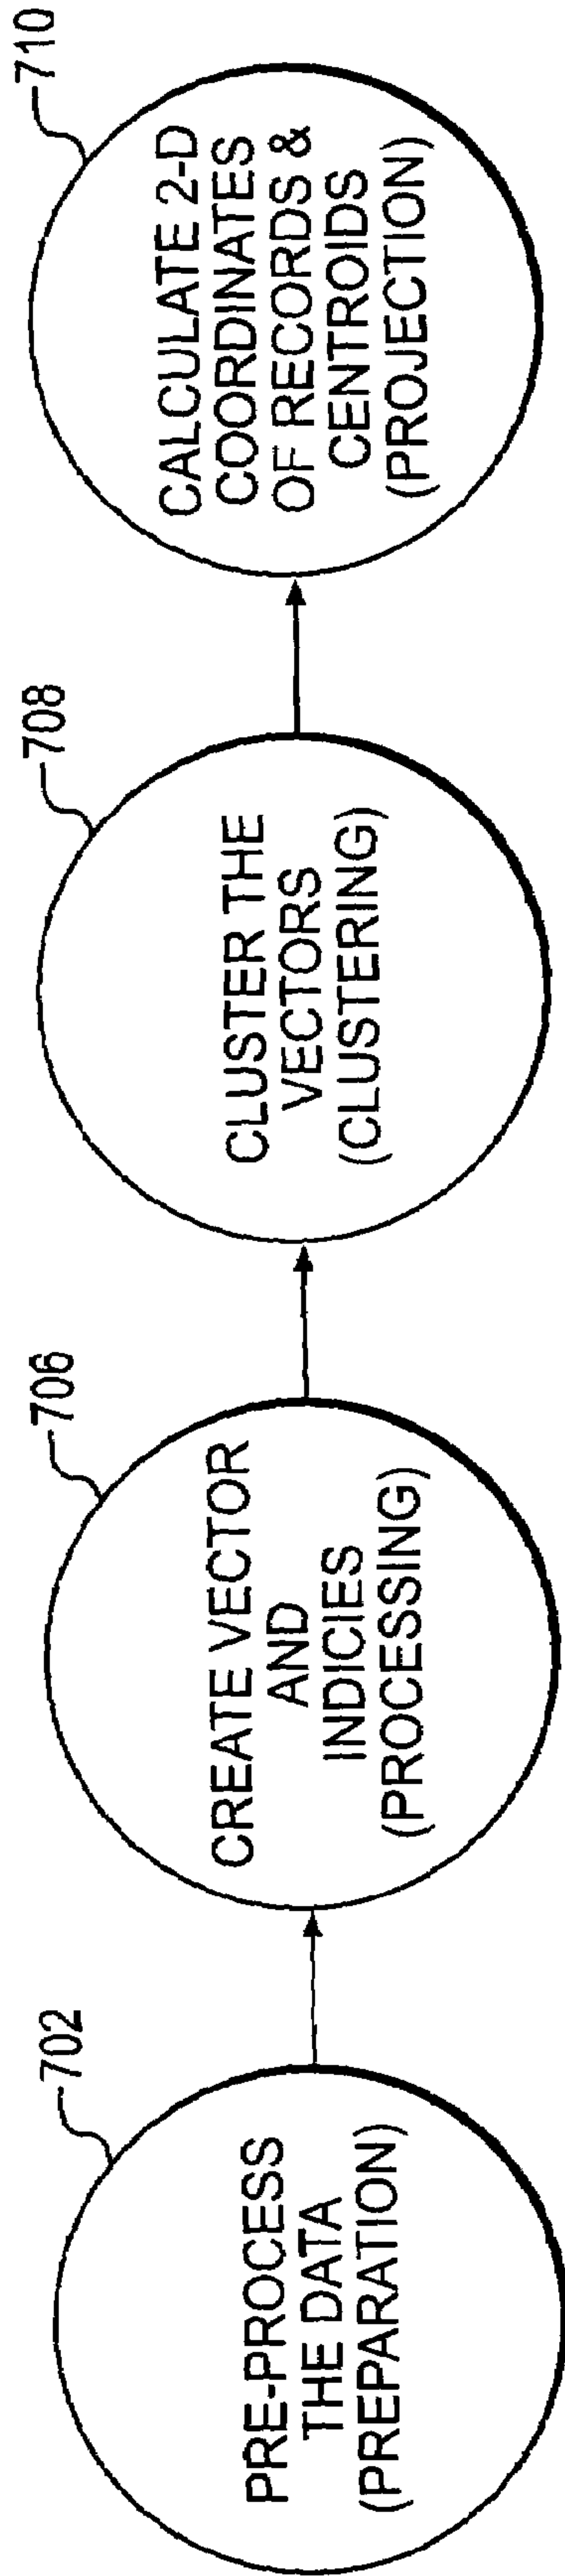 702
PRE-PROCESS
THE DATA
(PREPARATION)
706
CREATE VECTOR
AND
INDICIES
(PROCESSING)
708
CLUSTER THE
VECTORS
(CLUSTERING)
710
CALCULATE 2-D
COORDINATES
OF RECORDS &
CENTROIDS
(PROJECTION)